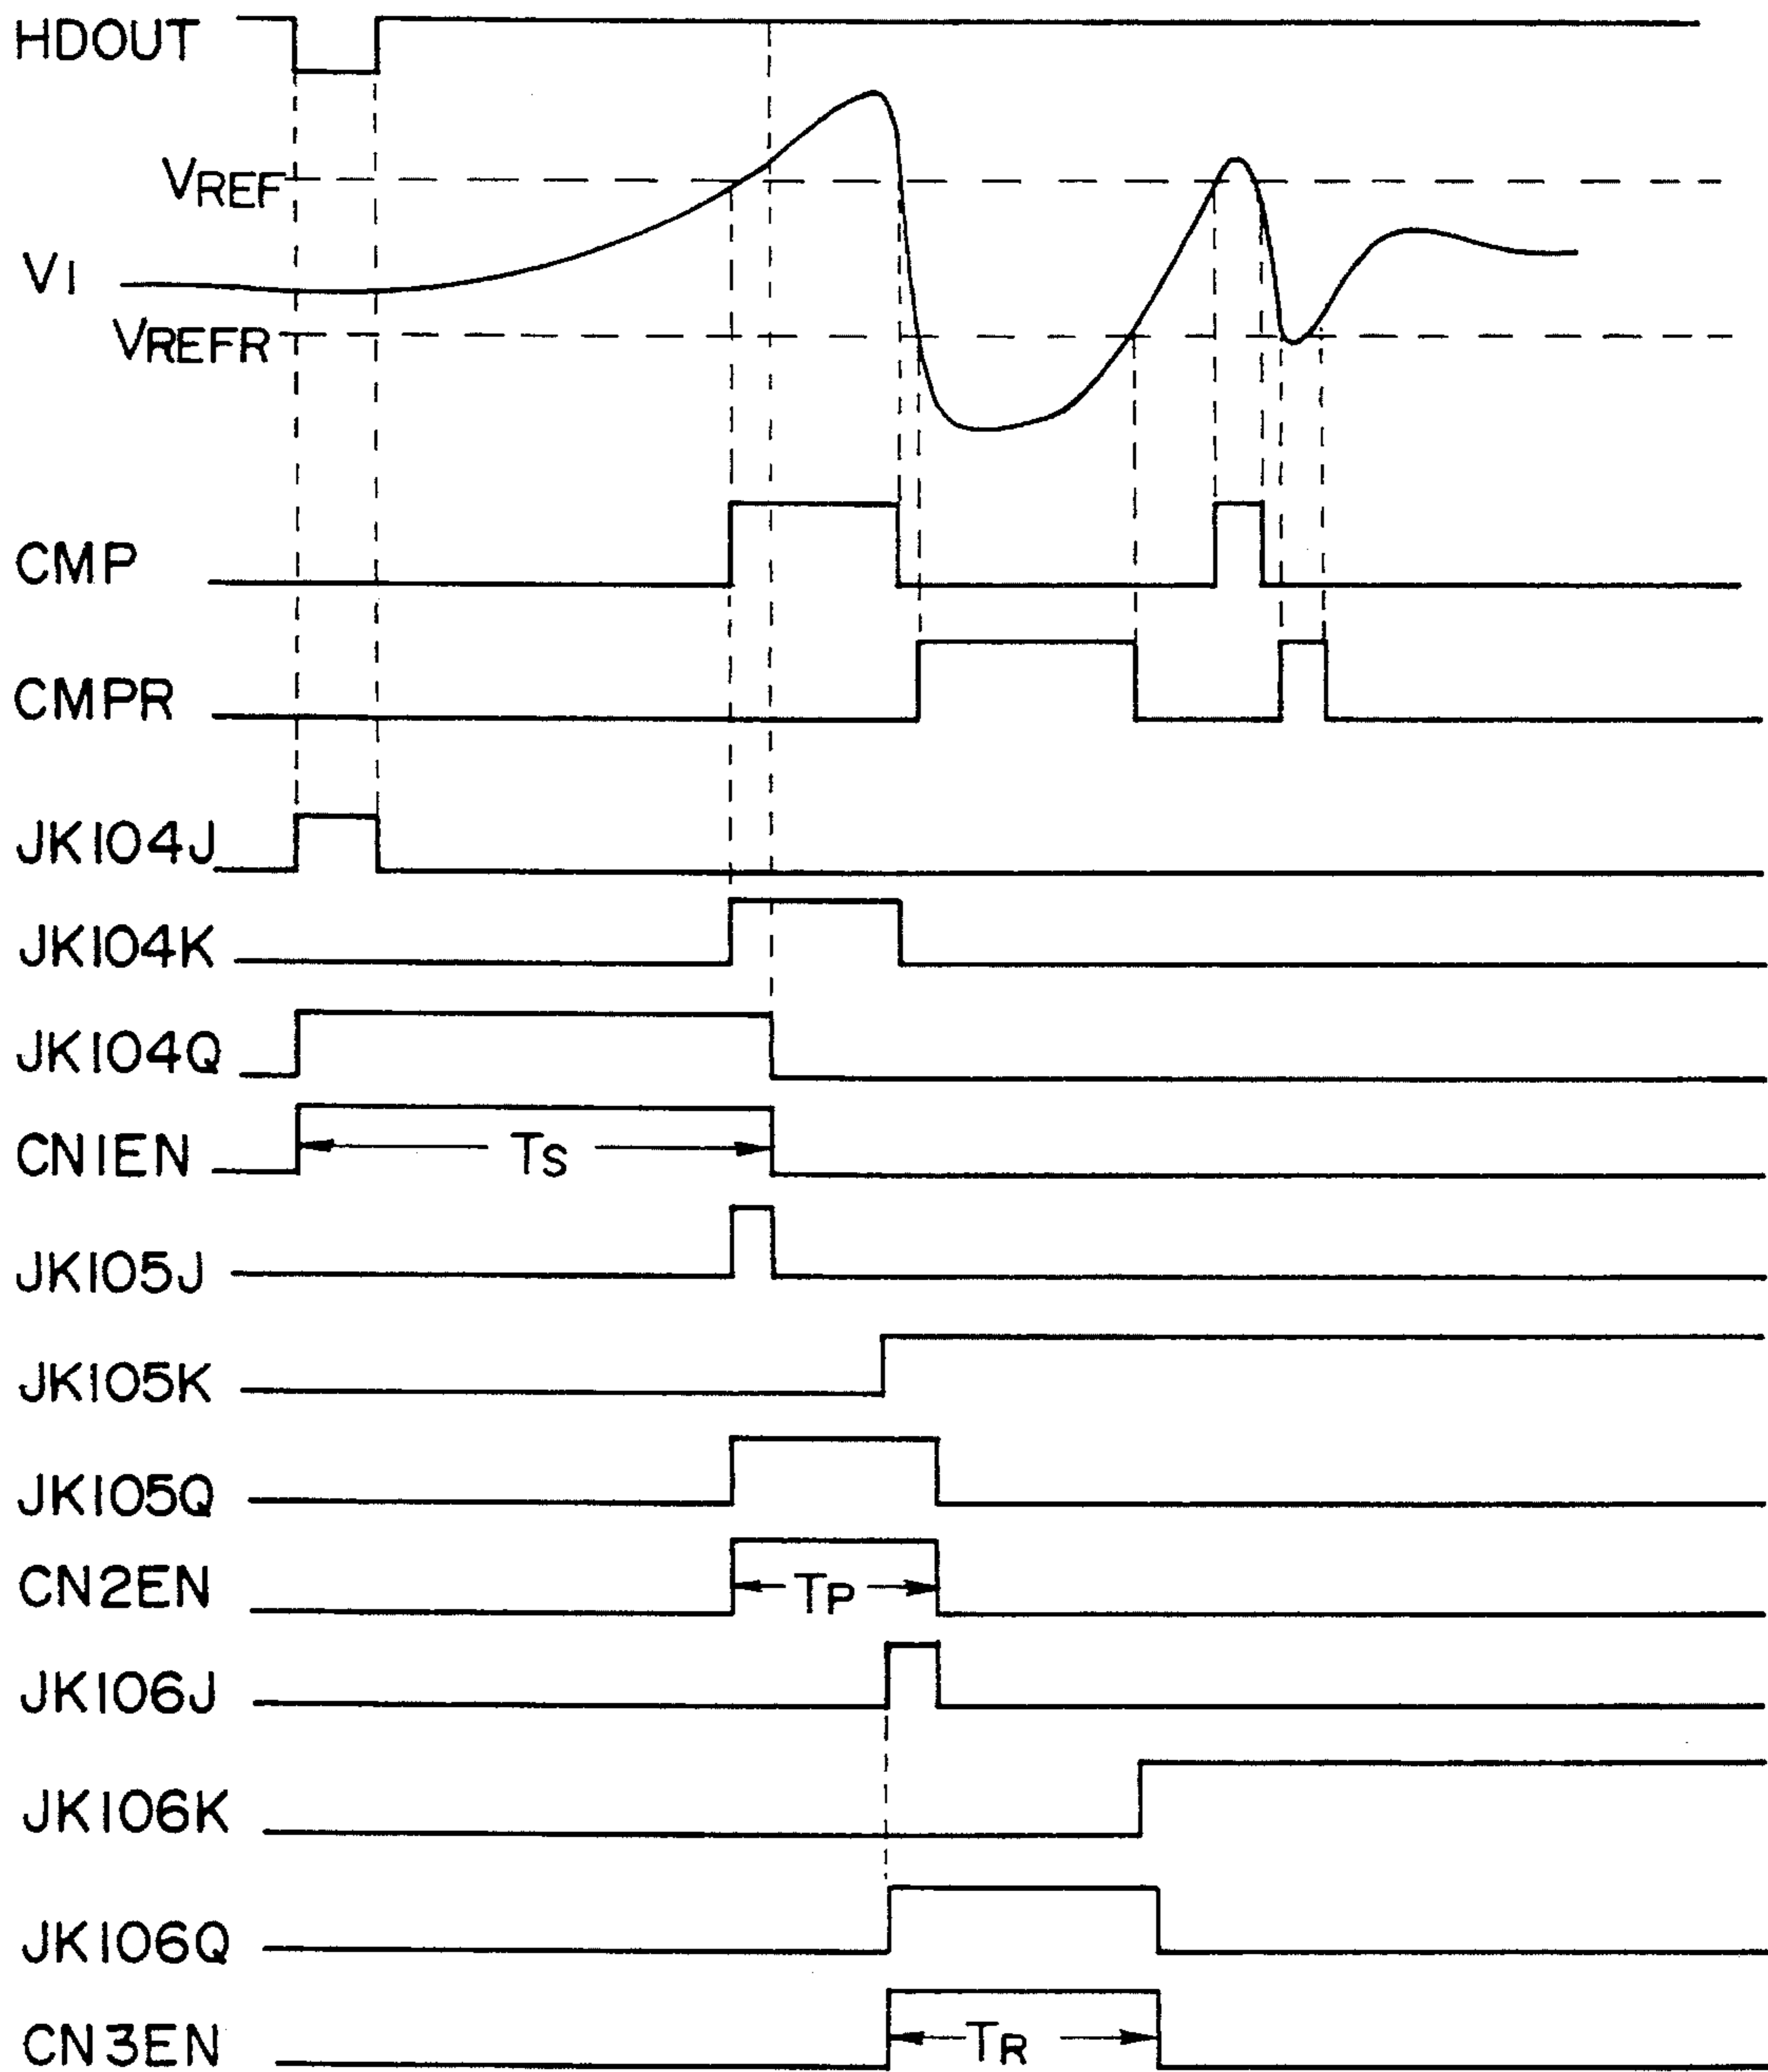 HDOUT
VREF
VI
VREFR
CMP
CMPR
JK104J
JK104K
JK104Q
CN1EN
TS
JK105J
JK105K
JK105Q
CN2EN
TP
JK106J
JK106K
JK106Q
CN3EN
TR